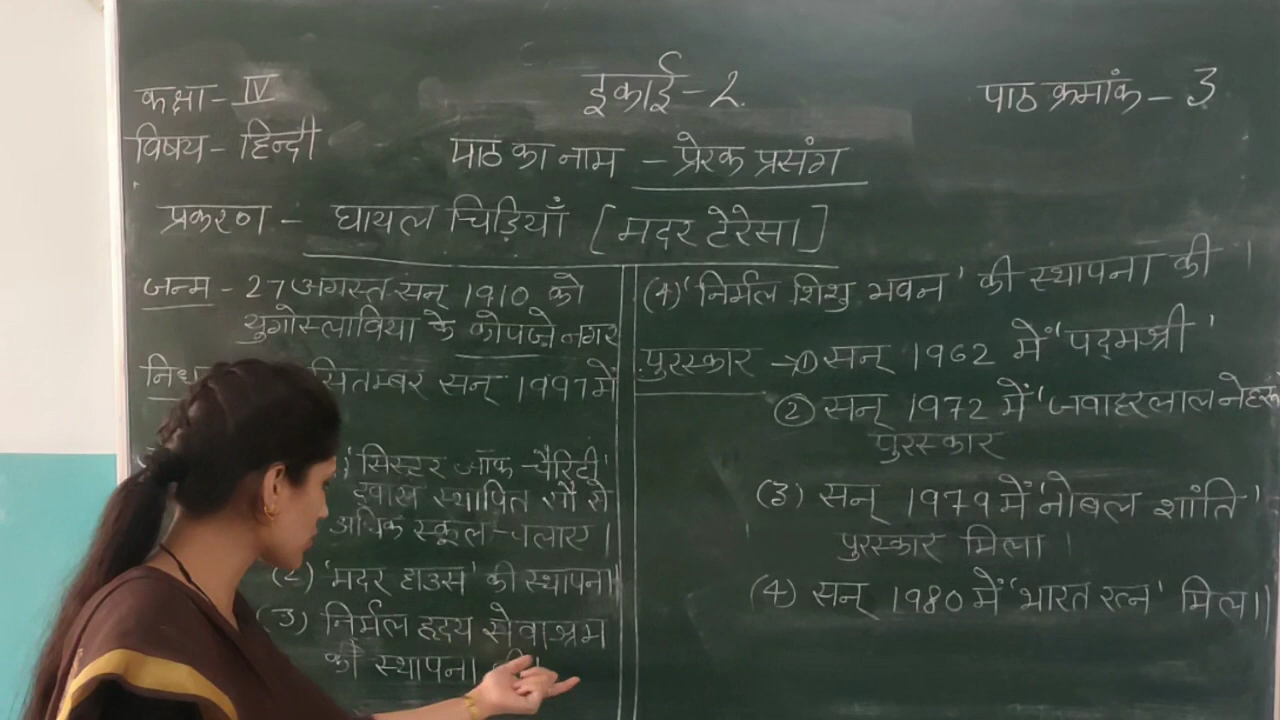 कक्षा - IV
इकाई - 2.
पाठ क्रमांक - 3
विषय - हिन्दी
पाठ का नाम - प्रेरक प्रसंग
प्रकरण - घायल चिड़ियाँ [मदर टेरेसा]
जन्म - 27 अगस्त सन् 1910 को
युगोस्लाविया के कोपजे नगर
सितम्बर सन् 1997 में
'सिस्टर ऑफ चैरिटी'
द्वारा स्थापित सौ से
अधिक स्कूल चलाए।
(2) 'मदर हाउस' की स्थापना
(3) निर्मल हृदय सेवाश्रम
की स्थापना
(4) 'निर्मल शिशु भवन' की स्थापना की ।
पुरस्कार → ① सन् 1962 में 'पद्मश्री'
② सन् 1972 में 'जवाहरलाल नेहरू
पुरस्कार
(3) सन् 1979 में 'नोबल शांति'
पुरस्कार मिला ।
(4) सन् 1980 में 'भारत रत्न' मिला।